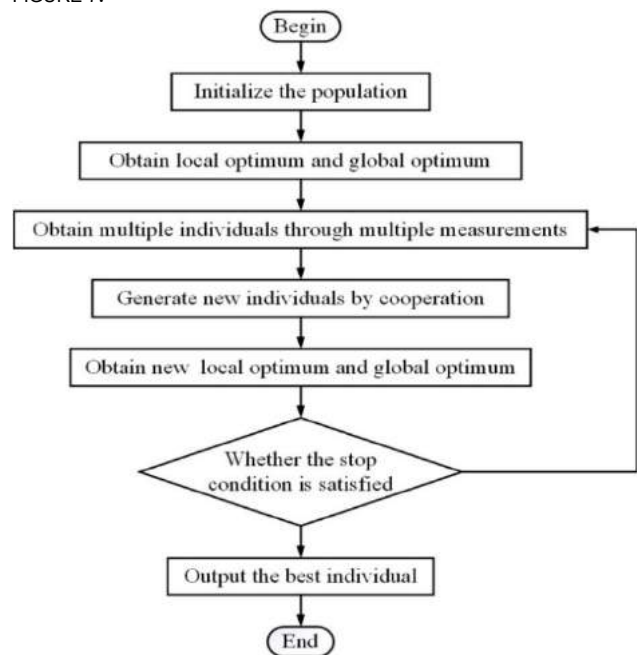 Begin
Initialize the population
Obtain local optimum and global optimum
Obtain multiple individuals through multiple measurements
Generate new individuals by cooperation
Obtain new local optimum and global optimum
Whether the stop
condition is satisfied
Output the best individual
End